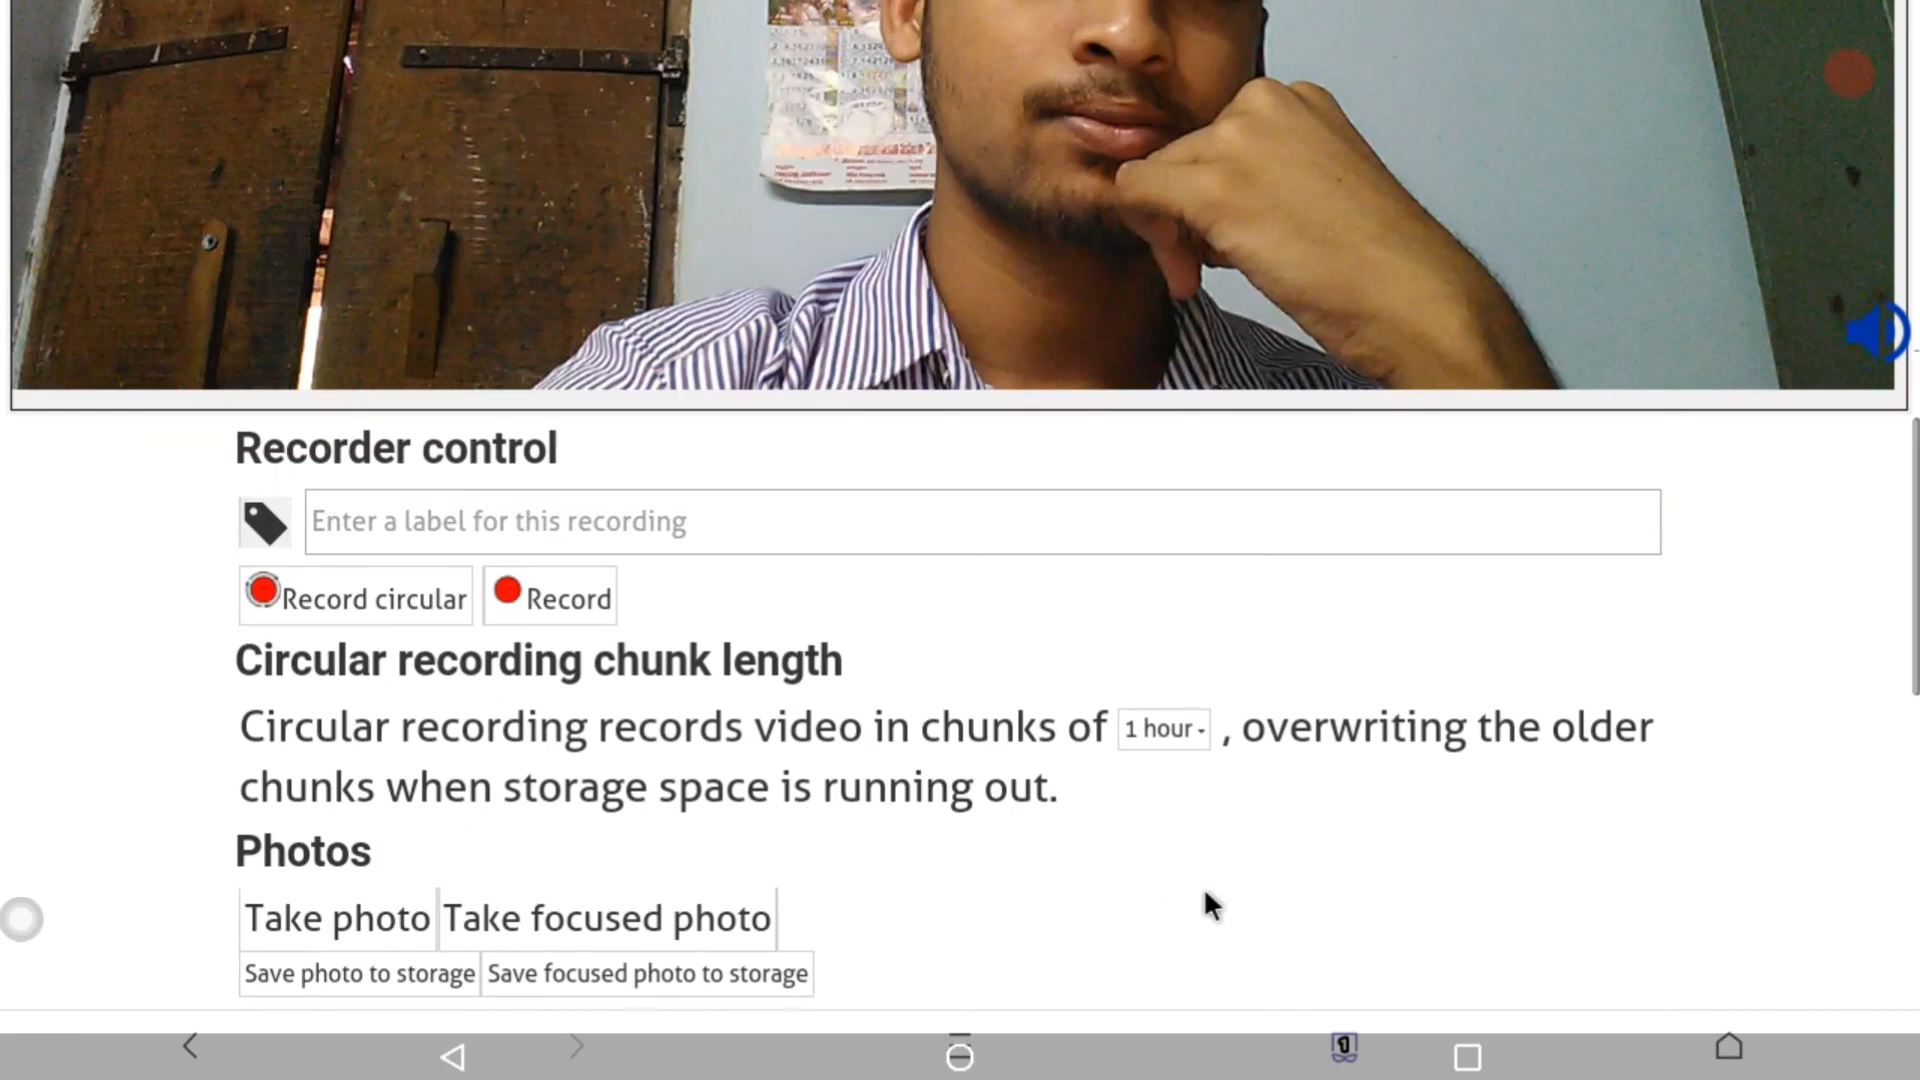 Recorder control
Enter a label for this recording
Record circular
Record
Circular recording chunk length
Circular recording records video in chunks of 1 hour , overwriting the older
chunks when storage space is running out.
Photos
Take photo
Take focused photo
Save photo to storage
Save focused photo to storage